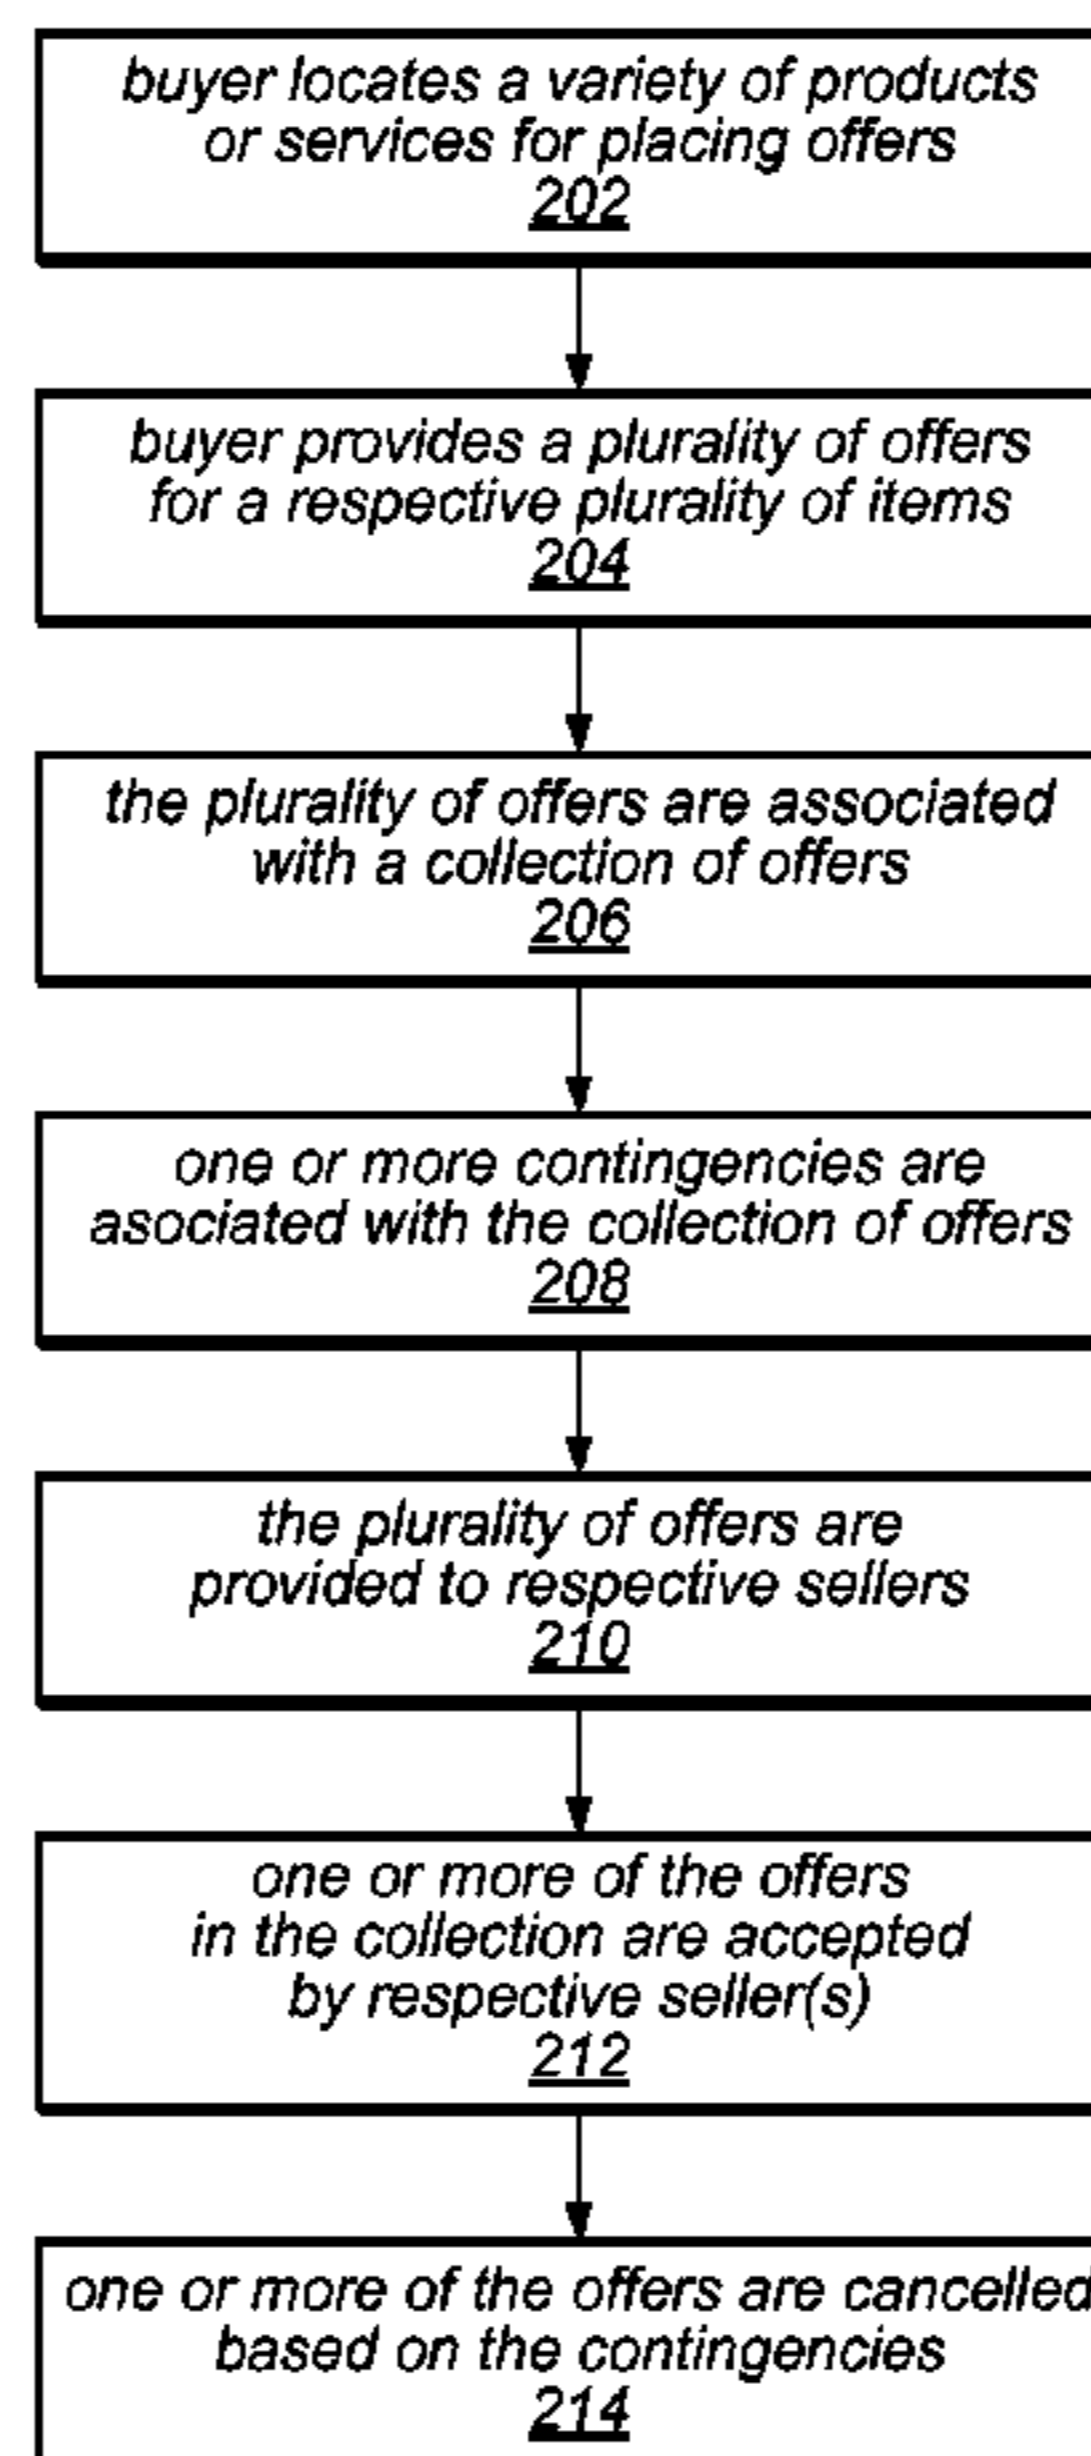 buyer locates a variety of products
or services for placing offers
202
buyer provides a plurality of offers
for a respective plurality of items
204
the plurality of offers are associated
with a collection of offers
206
one or more contingencies are
asociated with the collection of offers
208
the plurality of offers are
provided to respective sellers
210
one or more of the offers
in the collection are accepted
by respective seller(s)
212
one or more of the offers are cancelled
based on the contingencies
214